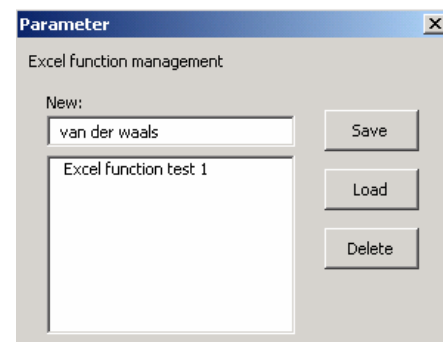 Parameter
Excel function management
New:
van der waals
Save
Excel function test 1
Load
Delete